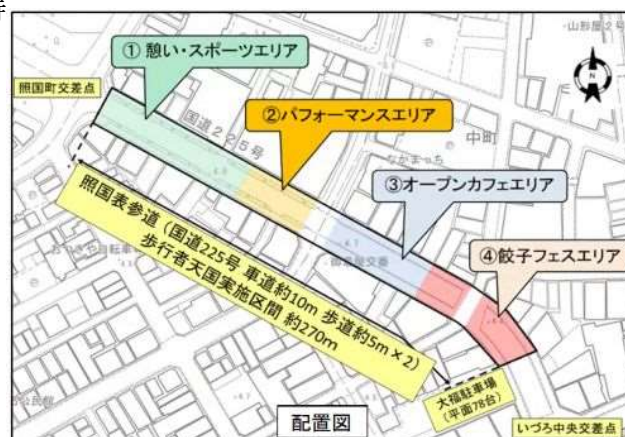 ① 憩い・スポーツエリア
山形屋2号
照国町交差点
国道225号
②パフォーマンスエリア
中町
なかまっち
③オープンカフェエリア
照国表参道(国道225号 車道約10m 歩道約5m×2)
歩行者天国実施区間 約270m
④餃子フェスエリア
大福駐車場
(平面78台)
公民館
配置図
いづろ中央交差点
N